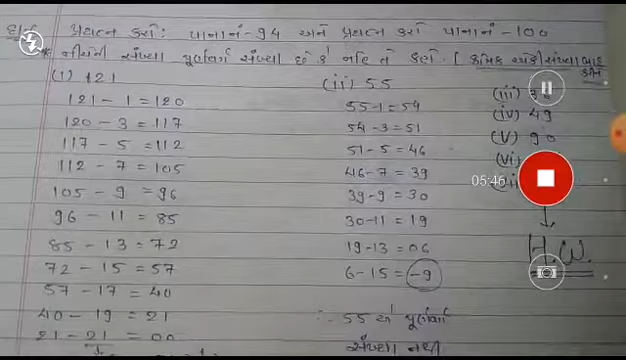 પ્રયત્ન કરો: પાના નં-94 અને પ્રયત્ન કરો પાના નં-100
* નીચેની સંખ્યા પૂર્ણવર્ગ સંખ્યા છે કે નહિ તે કહો. [ક્રમિક એકી સંખ્યા બાદ
(i) 121
121 - 1 = 120
120 - 3 = 117
117 - 5 = 112
112 - 7 = 105
105 - 9 = 96
96 - 11 = 85
85 - 13 = 72
72 - 15 = 57
57 - 17 = 40
40 - 19 = 21
21 - 21 = 00
(ii) 55
55-1=54
54-3=51
51-5=46
46-7=39
39-9=30
30-11=19
19-13=06
6-15=-9
∴ 55 એ પૂર્ણવર્ગ
સંખ્યા નથી
(iii)
(iv) 49
(v) 90
(vi)
H.W.
05:46